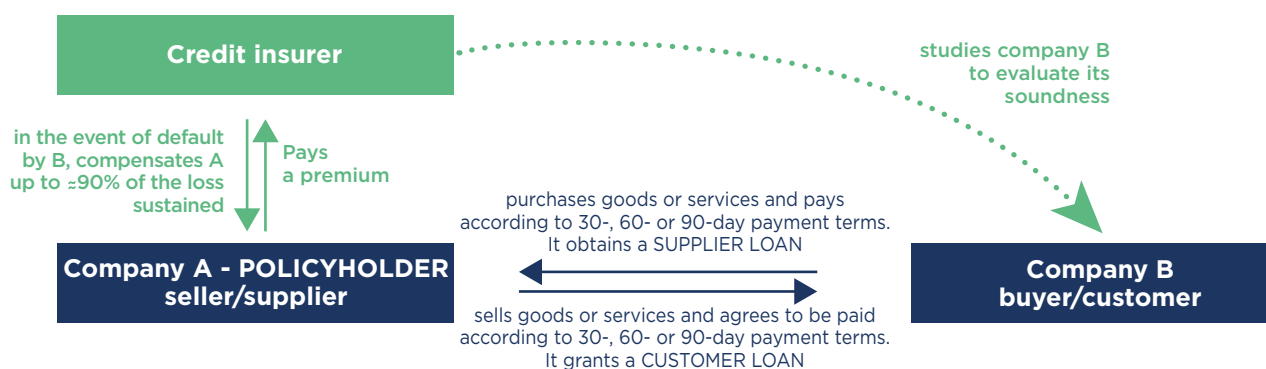 Credit insurer
studies company B
to evaluate its
soundness
in the event of default
by B, compensates A
up to ≈90% of the loss
sustained
Pays
a premium
purchases goods or services and pays
according to 30-, 60- or 90-day payment terms.
It obtains a SUPPLIER LOAN
Company A - POLICYHOLDER
seller/supplier
Company B
buyer/customer
sells goods or services and agrees to be paid
according to 30-, 60- or 90-day payment terms.
It grants a CUSTOMER LOAN